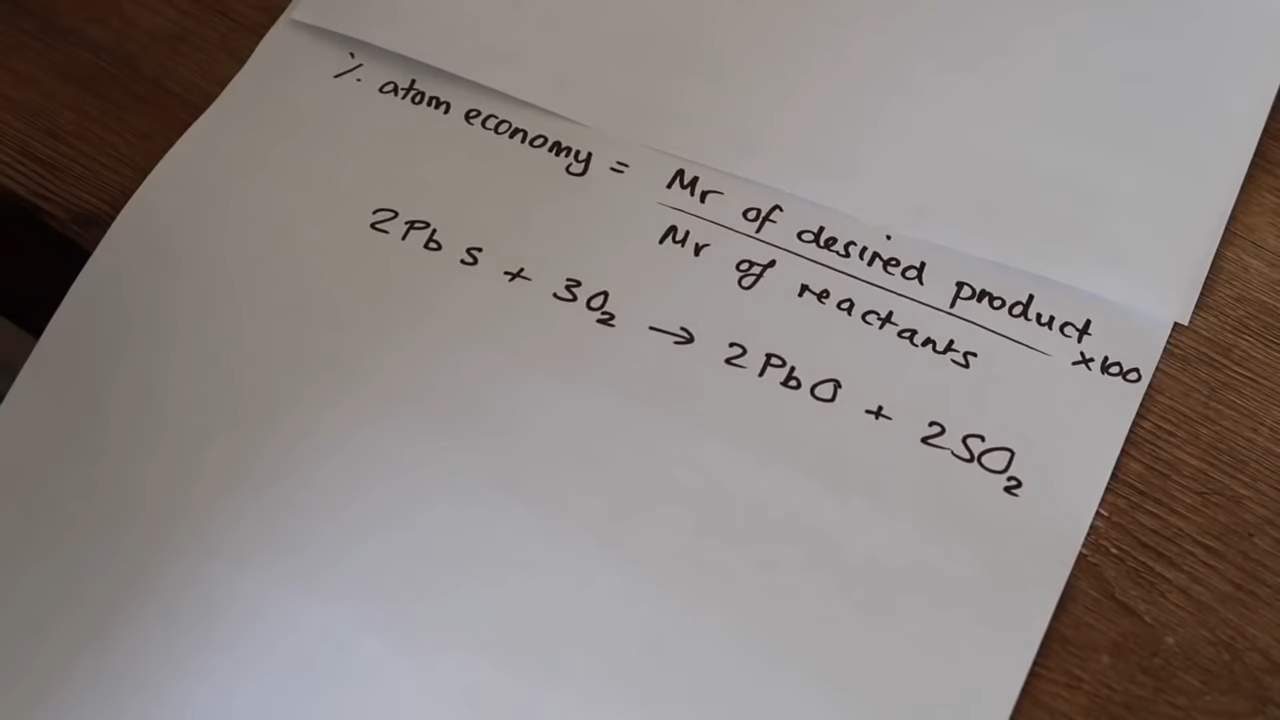 % atom economy = Mr of desired product
Mr of reactants ×100
2PbS + 3O₂ → 2PbO + 2SO₂